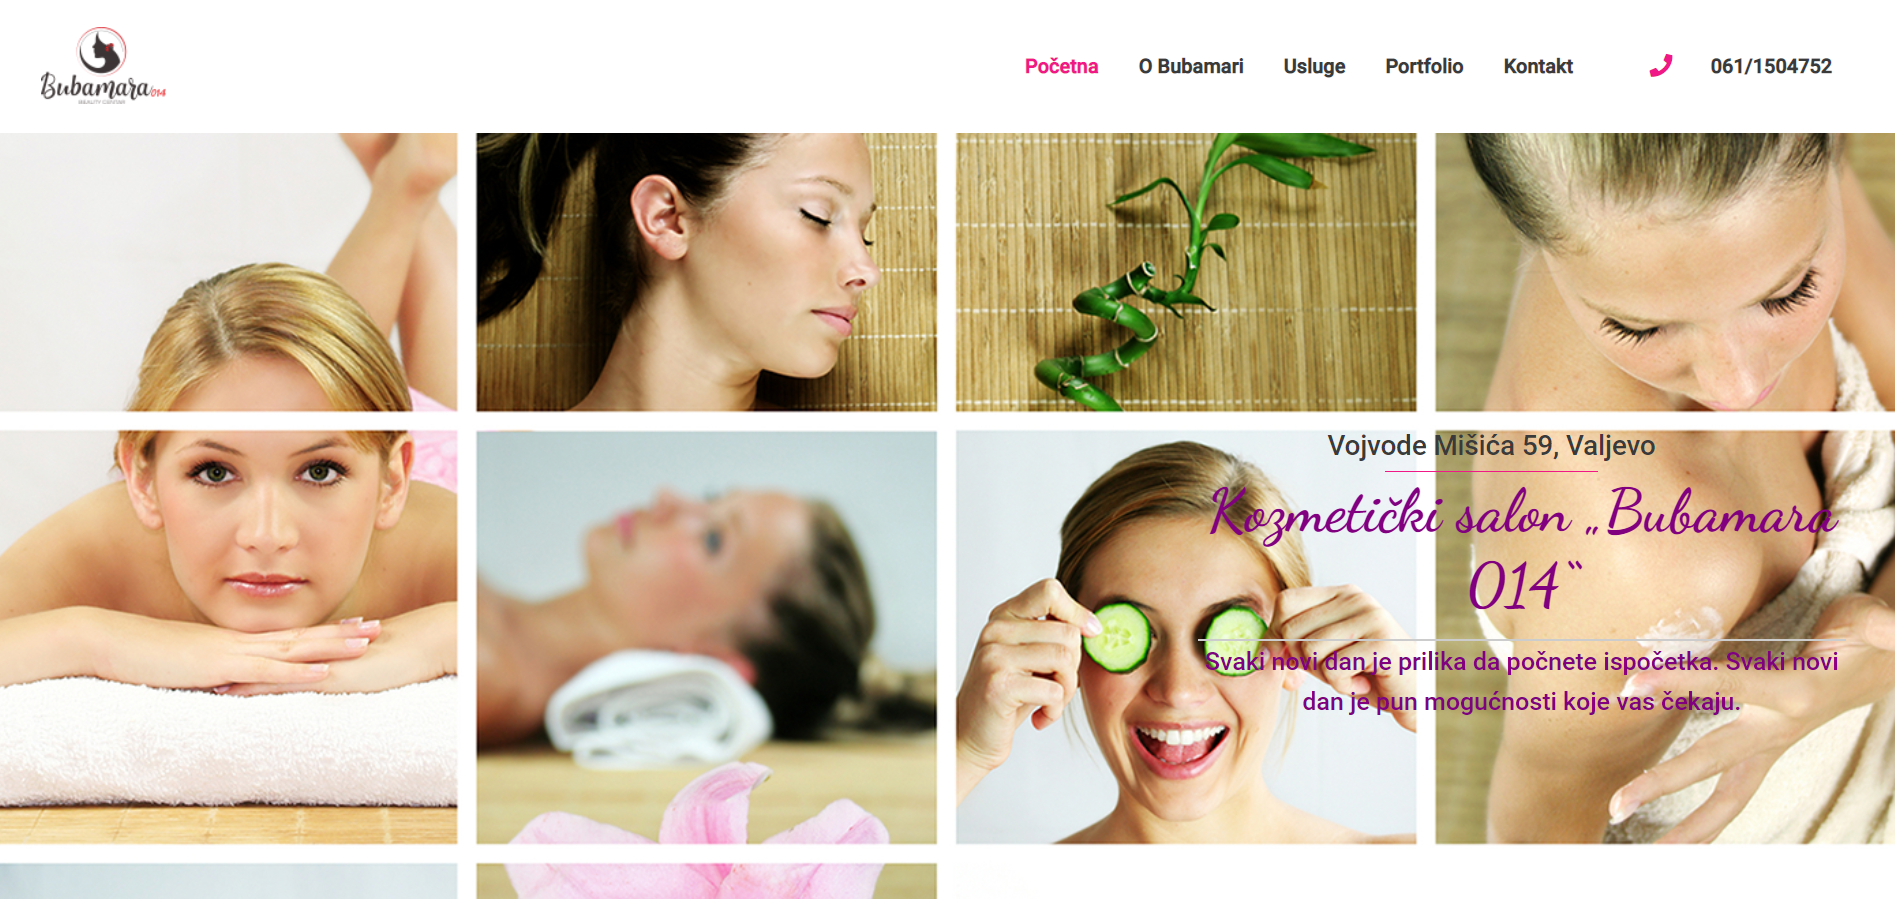 Bubamara/014
BEAUTY CENTAR
Početna
O Bubamari
Usluge
Portfolio
Kontakt
061/1504752
Vojvode Mišića 59, Valjevo
Kozmetički salon „Bubamara
014“
Svaki novi dan je prilika da počnete ispočetka. Svaki novi
dan je pun mogućnosti koje vas čekaju.